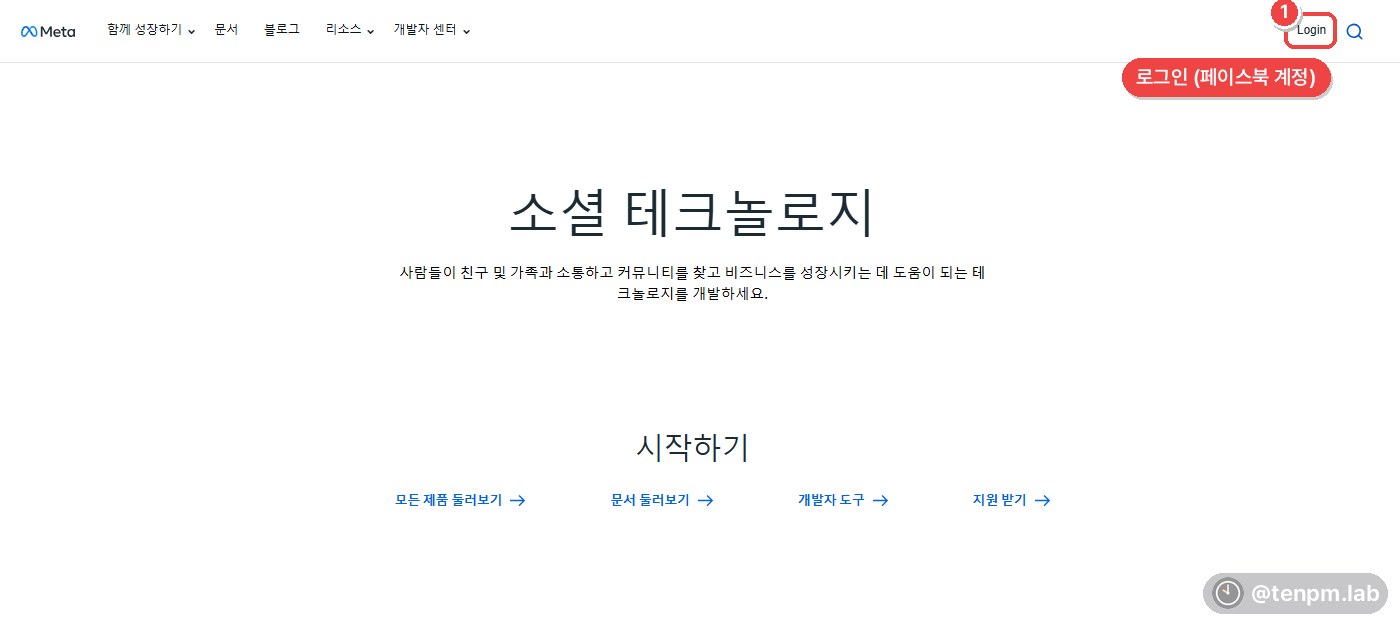 Meta 함께 성장하기 문서 블로그 리소스 개발자 센터 Login
1
로그인 (페이스북 계정)
소셜 테크놀로지
사람들이 친구 및 가족과 소통하고 커뮤니티를 찾고 비즈니스를 성장시키는 데 도움이 되는 테
크놀로지를 개발하세요.
시작하기
모든 제품 둘러보기 → 문서 둘러보기 → 개발자 도구 → 지원 받기 →
@tenpm.lab